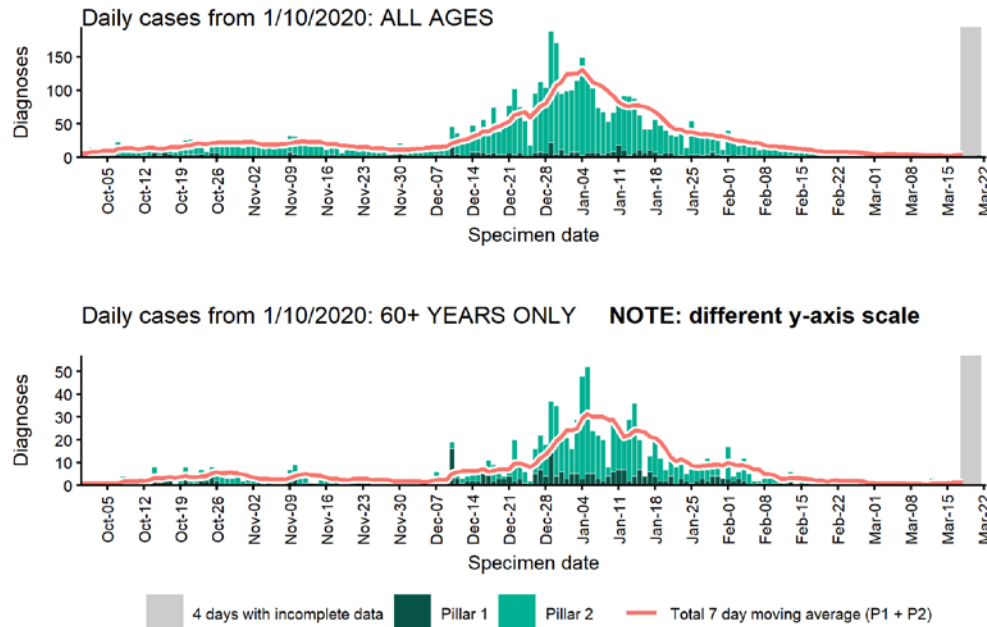 Daily cases from 1/10/2020: ALL AGES
Diagnoses
150
100
50
0
Oct-05 Oct-12 Oct-19 Oct-26 Nov-02 Nov-09 Nov-16 Nov-23 Nov-30 Dec-07 Dec-14 Dec-21 Dec-28 Jan-04 Jan-11 Jan-18 Jan-25 Feb-01 Feb-08 Feb-15 Feb-22 Mar-01 Mar-08 Mar-15 Mar-22
Specimen date
Daily cases from 1/10/2020: 60+ YEARS ONLY NOTE: different y-axis scale
Diagnoses
50
40
30
20
10
0
Oct-05 Oct-12 Oct-19 Oct-26 Nov-02 Nov-09 Nov-16 Nov-23 Nov-30 Dec-07 Dec-14 Dec-21 Dec-28 Jan-04 Jan-11 Jan-18 Jan-25 Feb-01 Feb-08 Feb-15 Feb-22 Mar-01 Mar-08 Mar-15 Mar-22
Specimen date
4 days with incomplete data Pillar 1 Pillar 2 Total 7 day moving average (P1 + P2)